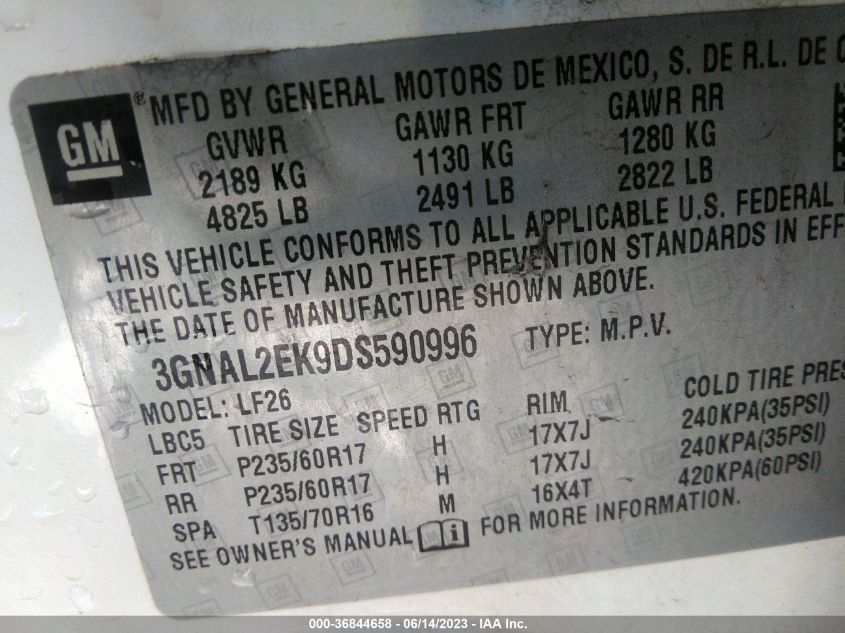 GM ® MFD BY GENERAL MOTORS DE MEXICO, S. DE R.L. DE C
GVWR GAWR FRT GAWR RR
2189 KG 1130 KG 1280 KG
4825 LB 2491 LB 2822 LB
THIS VEHICLE CONFORMS TO ALL APPLICABLE U.S. FEDERAL
VEHICLE SAFETY AND THEFT PREVENTION STANDARDS IN EFF
THE DATE OF MANUFACTURE SHOWN ABOVE.
3GNAL2EK9DS590996 TYPE: M.P.V.
MODEL: LF26
LBC5 TIRE SIZE SPEED RTG RIM COLD TIRE PRES
FRT P235/60R17 H 17X7J 240KPA(35PSI)
RR P235/60R17 H 17X7J 240KPA(35PSI)
SPA T135/70R16 M 16X4T 420KPA(60PSI)
SEE OWNER'S MANUAL i FOR MORE INFORMATION.
000-36844658 - 06/14/2023 - IAA Inc.